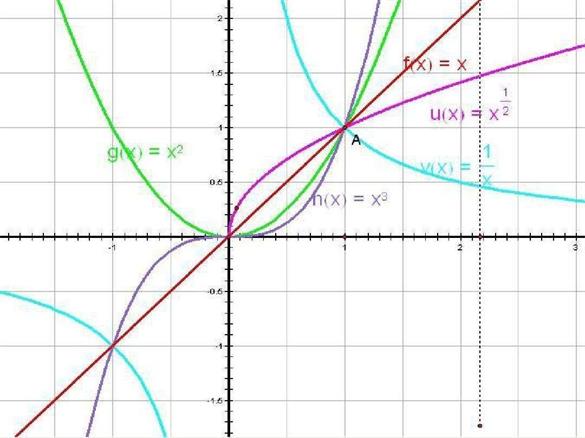 2
1.5
f(x) = x
u(x) = x^{1/2}
1
A
g(x) = x²
v(x) = 1/x
0.5
h(x) = x³
-1 1 2 3
-0.5
-1
-1.5